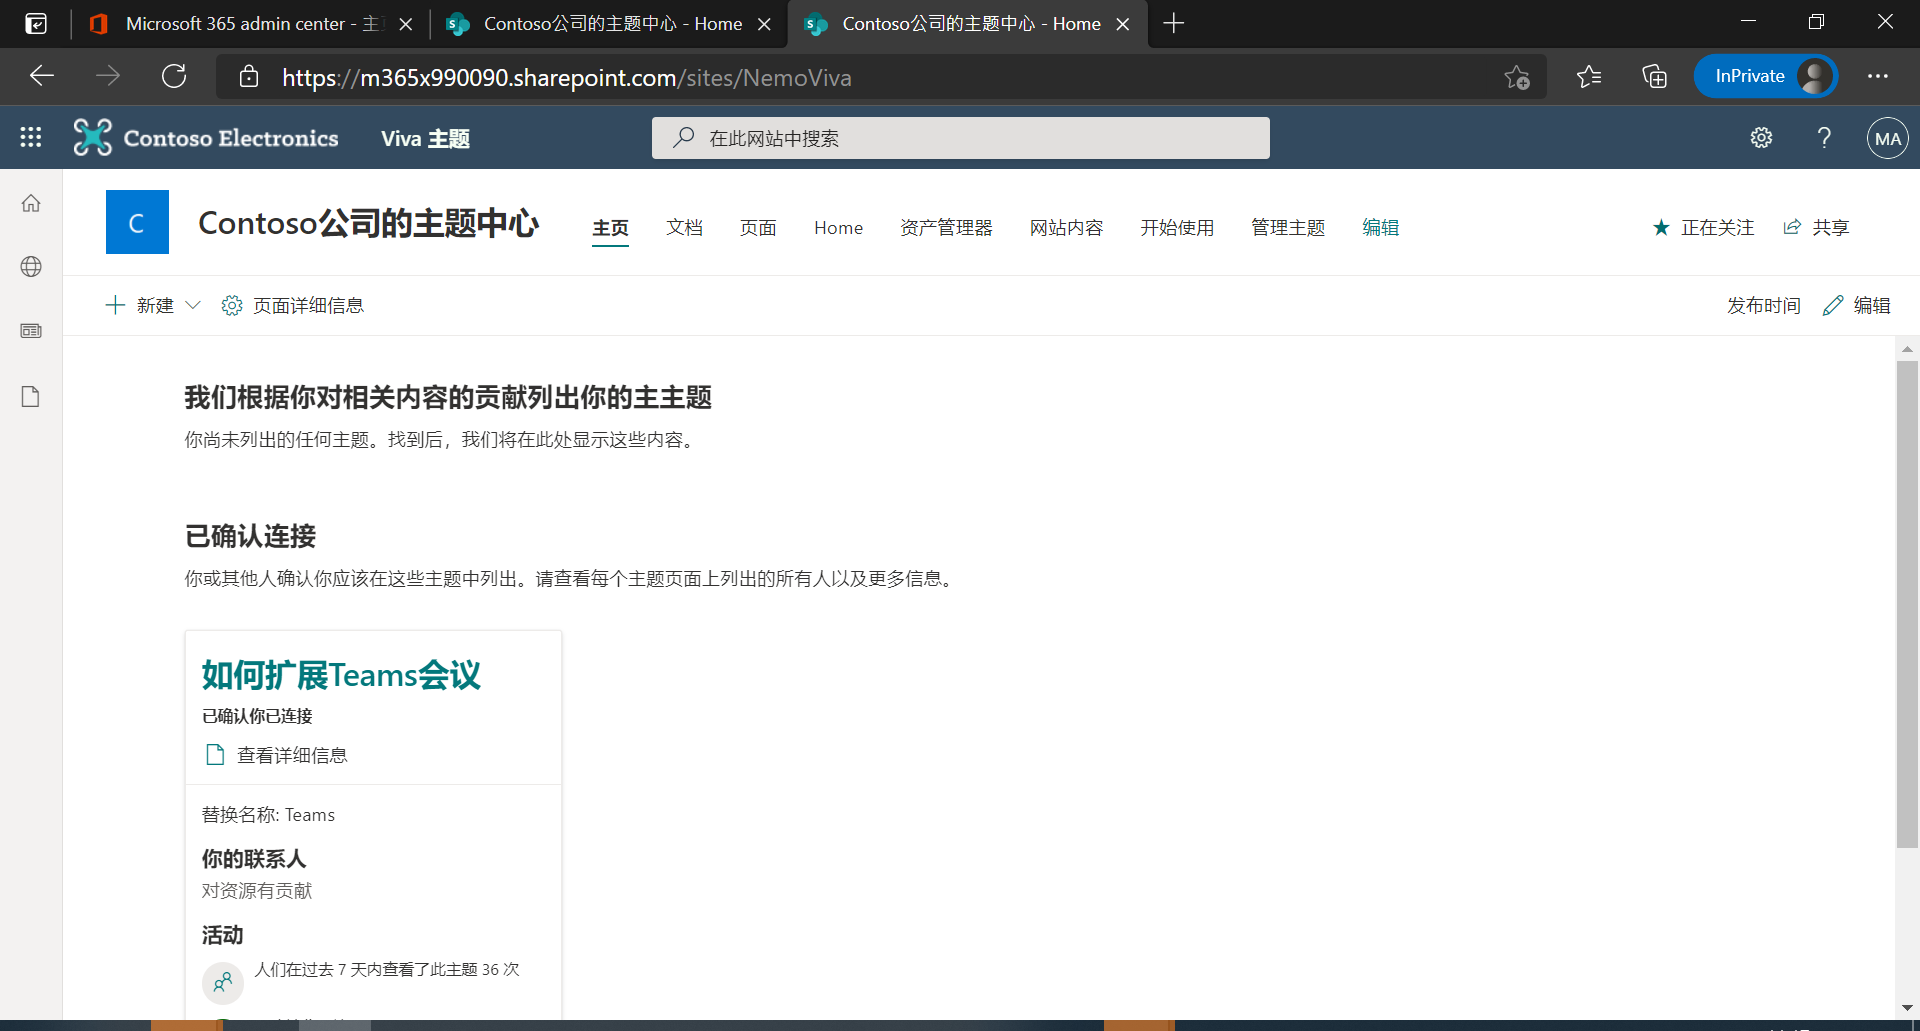 Microsoft 365 admin center - 主
Contoso公司的主题中心 - Home
Contoso公司的主题中心 - Home
https://m365x990090.sharepoint.com/sites/NemoViva
InPrivate
Contoso Electronics
Viva 主题
在此网站中搜索
MA
C
Contoso公司的主题中心
主页
文档
页面
Home
资产管理器
网站内容
开始使用
管理主题
编辑
正在关注
共享
新建
页面详细信息
发布时间
编辑
我们根据你对相关内容的贡献列出你的主主题
你尚未列出的任何主题。找到后，我们将在此处显示这些内容。
已确认连接
你或其他人确认你应该在这些主题中列出。请查看每个主题页面上列出的所有人以及更多信息。
如何扩展Teams会议
已确认你已连接
查看详细信息
替换名称: Teams
你的联系人
对资源有贡献
活动
人们在过去 7 天内查看了此主题 36 次